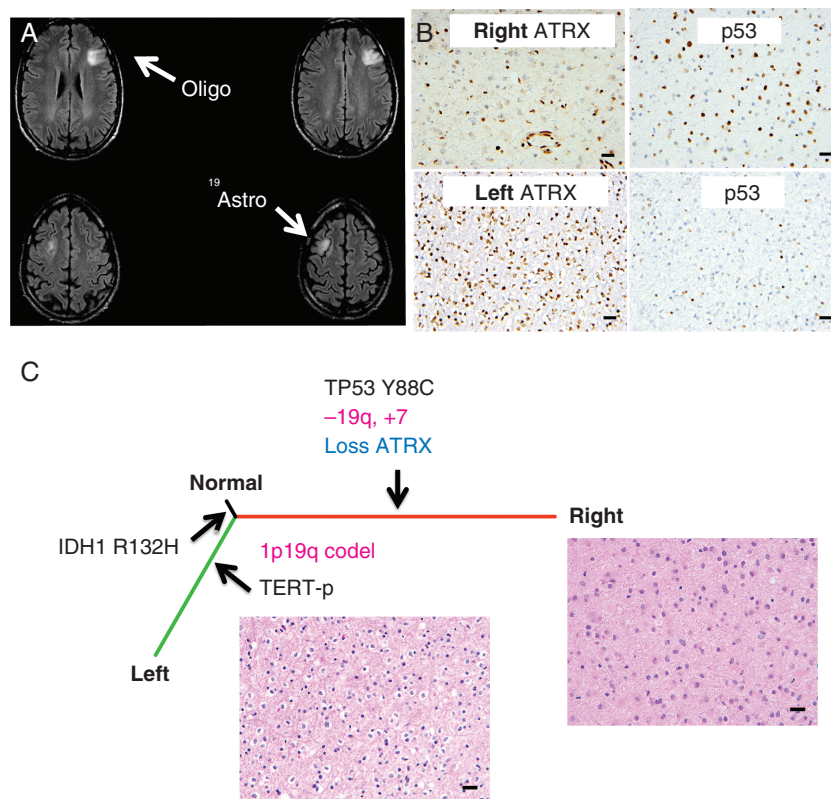 A
Oligo
19
Astro
B
Right ATRX
p53
Left ATRX
p53
C
TP53 Y88C
–19q, +7
Loss ATRX
Normal
Right
IDH1 R132H
1p19q codel
TERT-p
Left